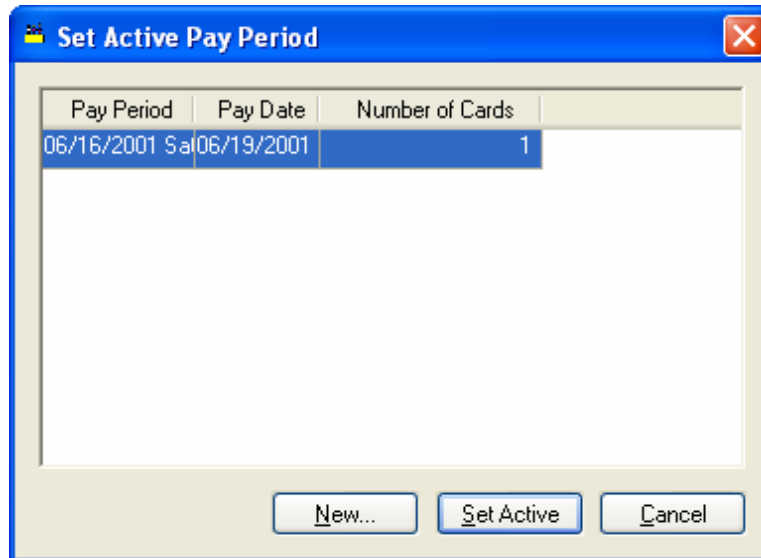 Set Active Pay Period
Pay Period Pay Date Number of Cards
06/16/2001 Sat 06/19/2001 1
New... Set Active Cancel